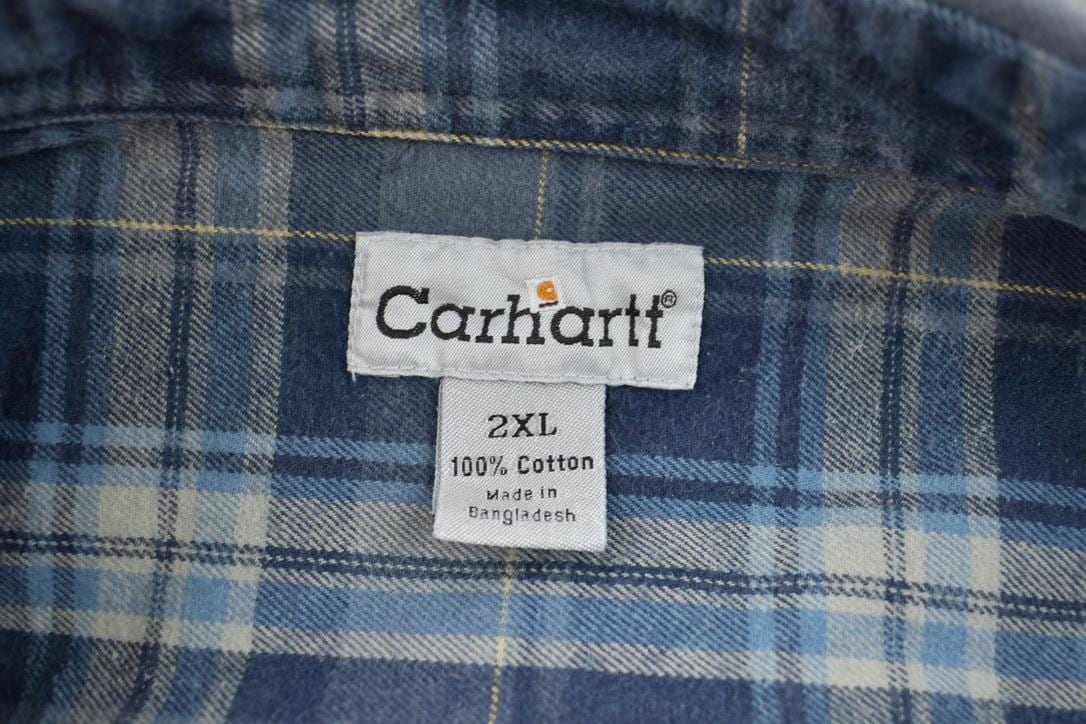 Carhartt®
2XL
100% Cotton
Made in
Bangladesh